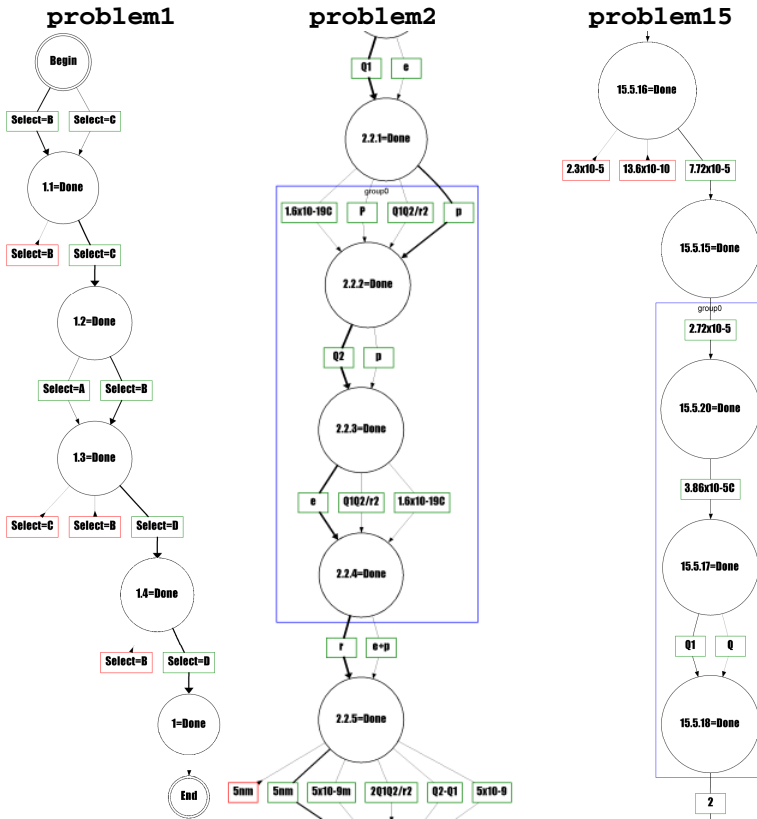 problem1
Begin
Select=B Select=C
1.1=Done
Select=B Select=C
1.2=Done
Select=A Select=B
1.3=Done
Select=C Select=B Select=D
1.4=Done
Select=B Select=D
1=Done
End
problem2
Q1 e
2.2.1=Done
group0
1.6x10-19C P Q1Q2/r2 p
2.2.2=Done
Q2 p
2.2.3=Done
e Q1Q2/r2 1.6x10-19C
2.2.4=Done
r e+p
2.2.5=Done
5nm 5nm 5x10-9m 2Q1Q2/r2 Q2-Q1 5x10-9
problem15
15.5.16=Done
2.3x10-5 13.6x10-10 7.72x10-5
15.5.15=Done
group0
2.72x10-5
15.5.20=Done
3.86x10-5C
15.5.17=Done
Q1 Q
15.5.18=Done
2